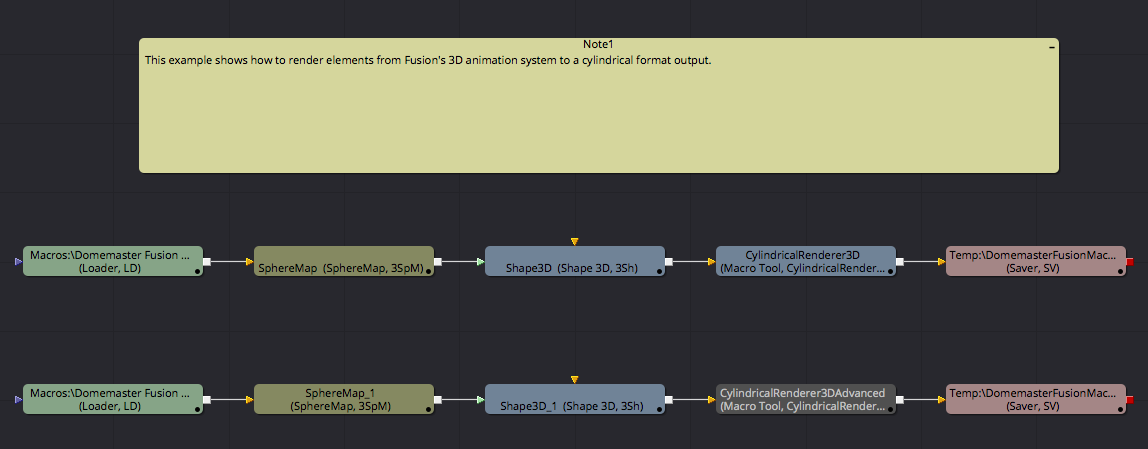 Note1
This example shows how to render elements from Fusion's 3D animation system to a cylindrical format output.
Macros:\Domemaster Fusion ...
(Loader, LD)
SphereMap (SphereMap, 3SpM)
Shape3D (Shape 3D, 3Sh)
CylindricalRenderer3D
(Macro Tool, CylindricalRender...
Temp:\DomemasterFusionMac...
(Saver, SV)
Macros:\Domemaster Fusion ...
(Loader, LD)
SphereMap_1
(SphereMap, 3SpM)
Shape3D_1 (Shape 3D, 3Sh)
CylindricalRenderer3DAdvanced
(Macro Tool, CylindricalRender...
Temp:\DomemasterFusionMac...
(Saver, SV)